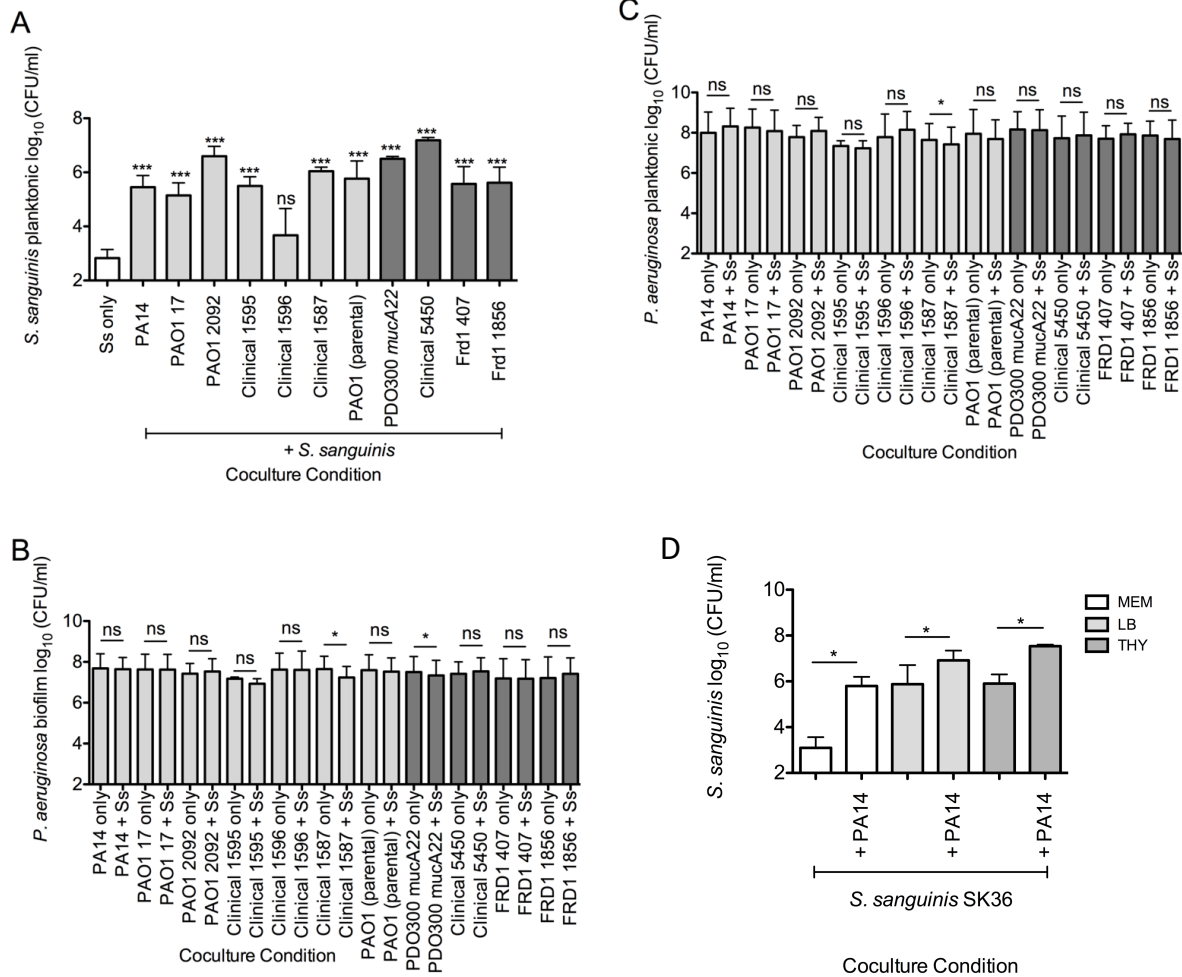 A
S. sanguinis planktonic log10 (CFU/ml)
8
6
4
2
***
***
***
***
ns
***
***
***
***
***
***
Ss only
PA14
PAO1 17
PAO1 2092
Clinical 1595
Clinical 1596
Clinical 1587
PAO1 (parental)
PDO300 mucA22
Clinical 5450
Frd1 407
Frd1 1856
+ S. sanguinis
Coculture Condition
C
P. aeruginosa planktonic log10 (CFU/ml)
10
8
6
4
2
ns
ns
ns
ns
ns
*
ns
ns
ns
ns
ns
PA14 only
PA14 + Ss
PAO1 17 only
PAO1 17 + Ss
PAO1 2092 only
PAO1 2092 + Ss
Clinical 1595 only
Clinical 1595 + Ss
Clinical 1596 only
Clinical 1596 + Ss
Clinical 1587 only
Clinical 1587 + Ss
PAO1 (parental) only
PAO1 (parental) + Ss
PDO300 mucA22 only
PDO300 mucA22 + Ss
Clinical 5450 only
Clinical 5450 + Ss
FRD1 407 only
FRD1 407 + Ss
FRD1 1856 only
FRD1 1856 + Ss
Coculture Condition
B
P. aeruginosa biofilm log10 (CFU/ml)
10
8
6
4
2
ns
ns
ns
ns
ns
*
ns
*
ns
ns
ns
PA14 only
PA14 + Ss
PAO1 17 only
PAO1 17 + Ss
PAO1 2092 only
PAO1 2092 + Ss
Clinical 1595 only
Clinical 1595 + Ss
Clinical 1596 only
Clinical 1596 + Ss
Clinical 1587 only
Clinical 1587 + Ss
PAO1 (parental) only
PAO1 (parental) + Ss
PDO300 mucA22 only
PDO300 mucA22 + Ss
Clinical 5450 only
Clinical 5450 + Ss
FRD1 407 only
FRD1 407 + Ss
FRD1 1856 only
FRD1 1856 + Ss
Coculture Condition
D
S. sanguinis log10 (CFU/ml)
10
8
6
4
2
*
*
*
MEM
LB
THY
+ PA14
+ PA14
+ PA14
S. sanguinis SK36
Coculture Condition